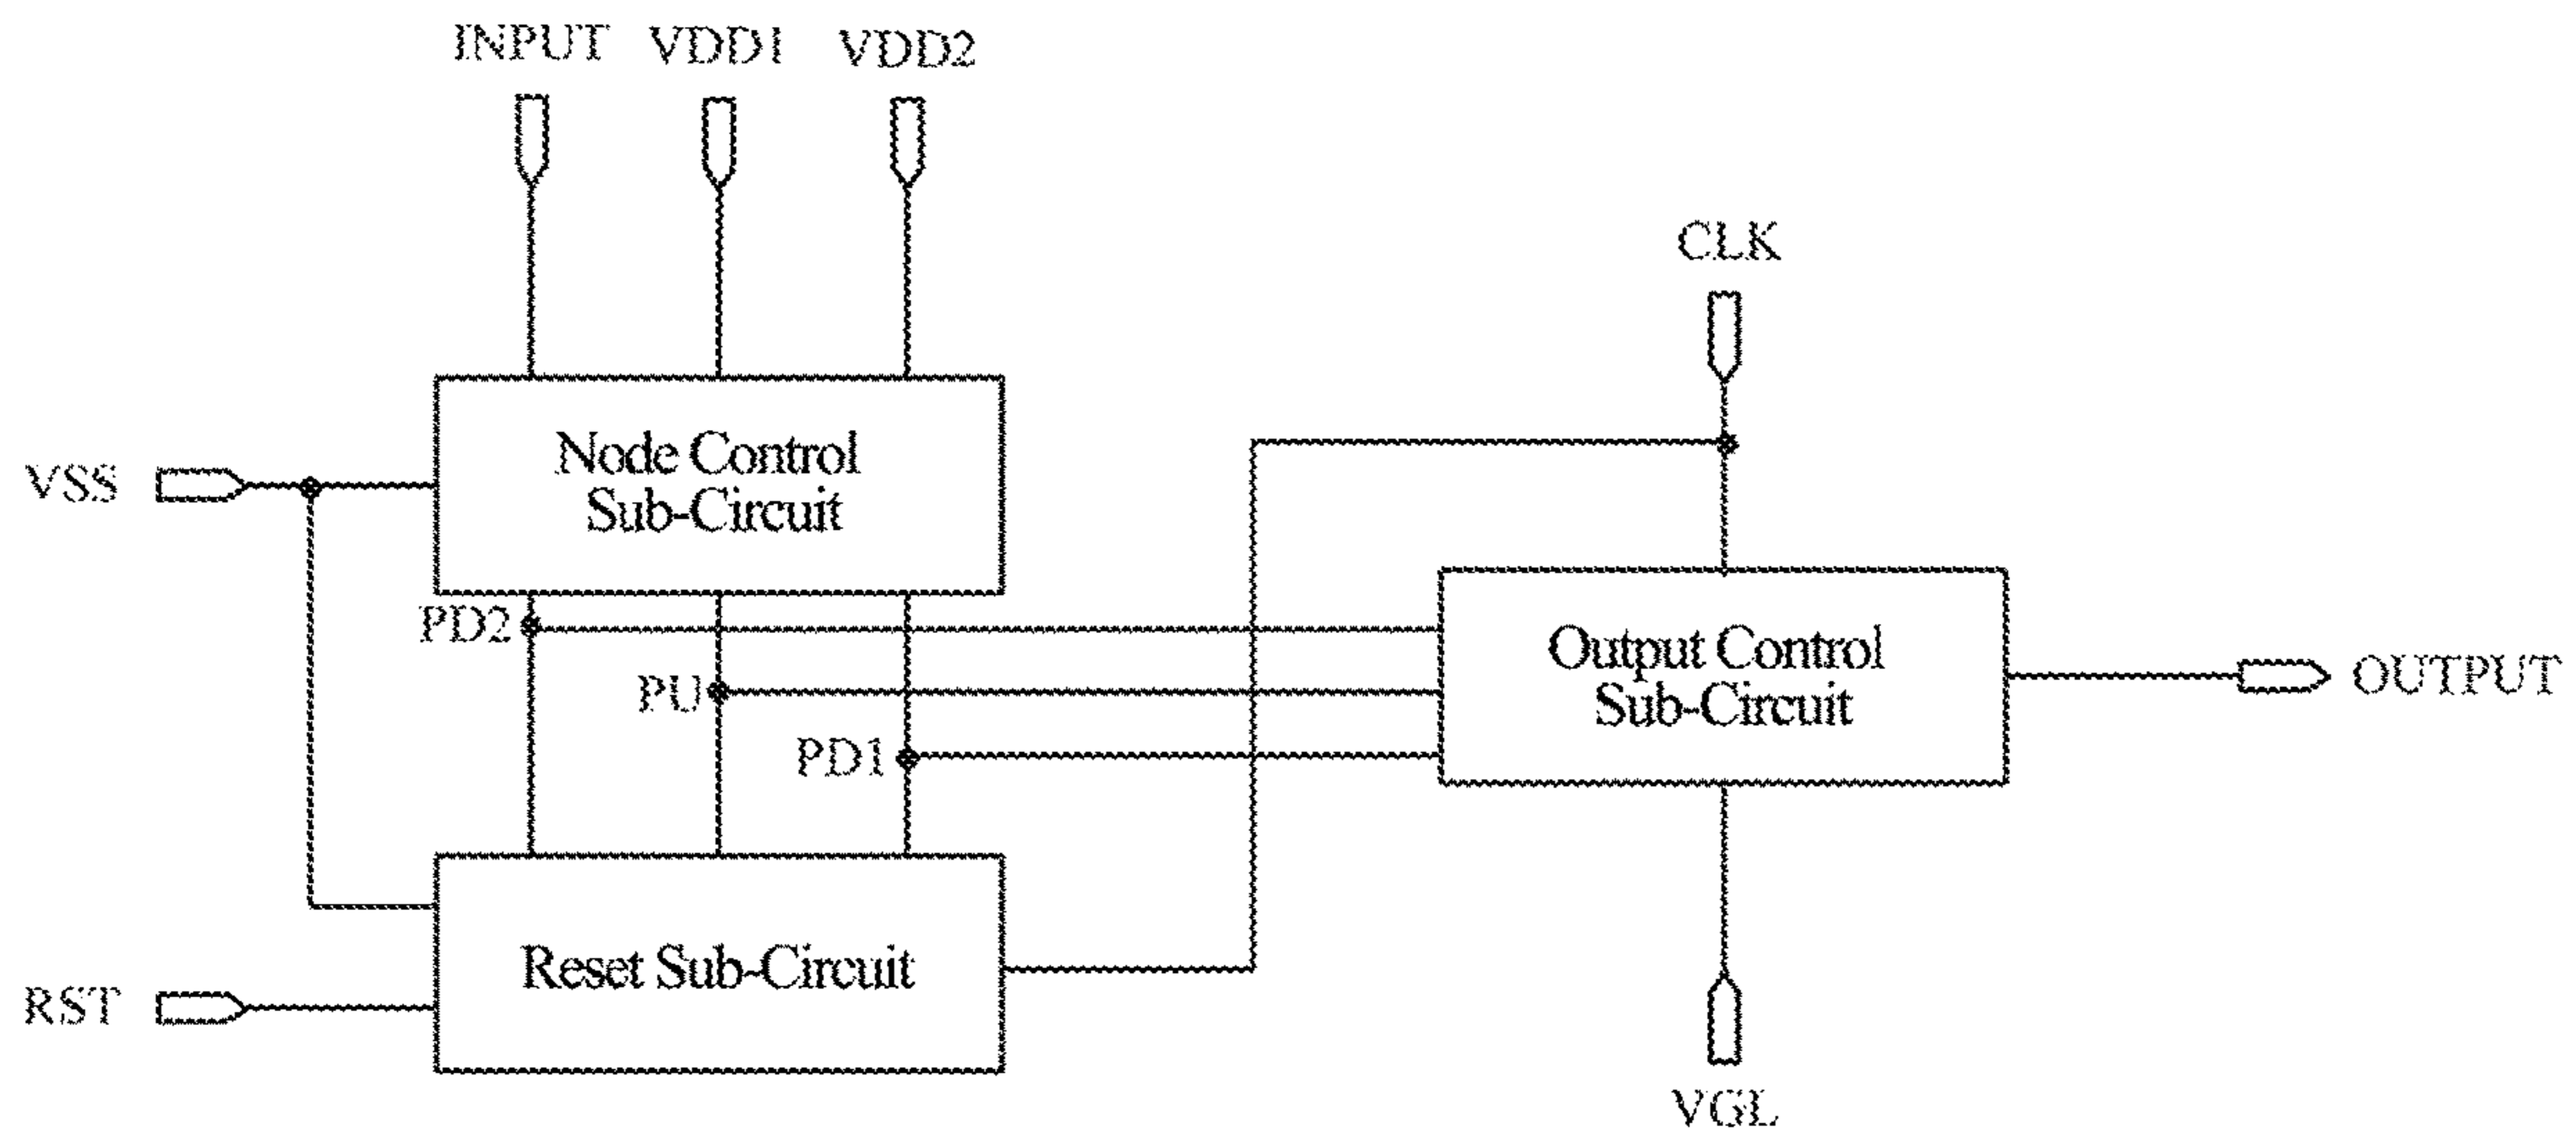 INPUT
VDD1
VDD2
CLK
VSS
Node Control
Sub-Circuit
PD2
PU
PD1
Output Control
Sub-Circuit
OUTPUT
Reset Sub-Circuit
RST
VGL